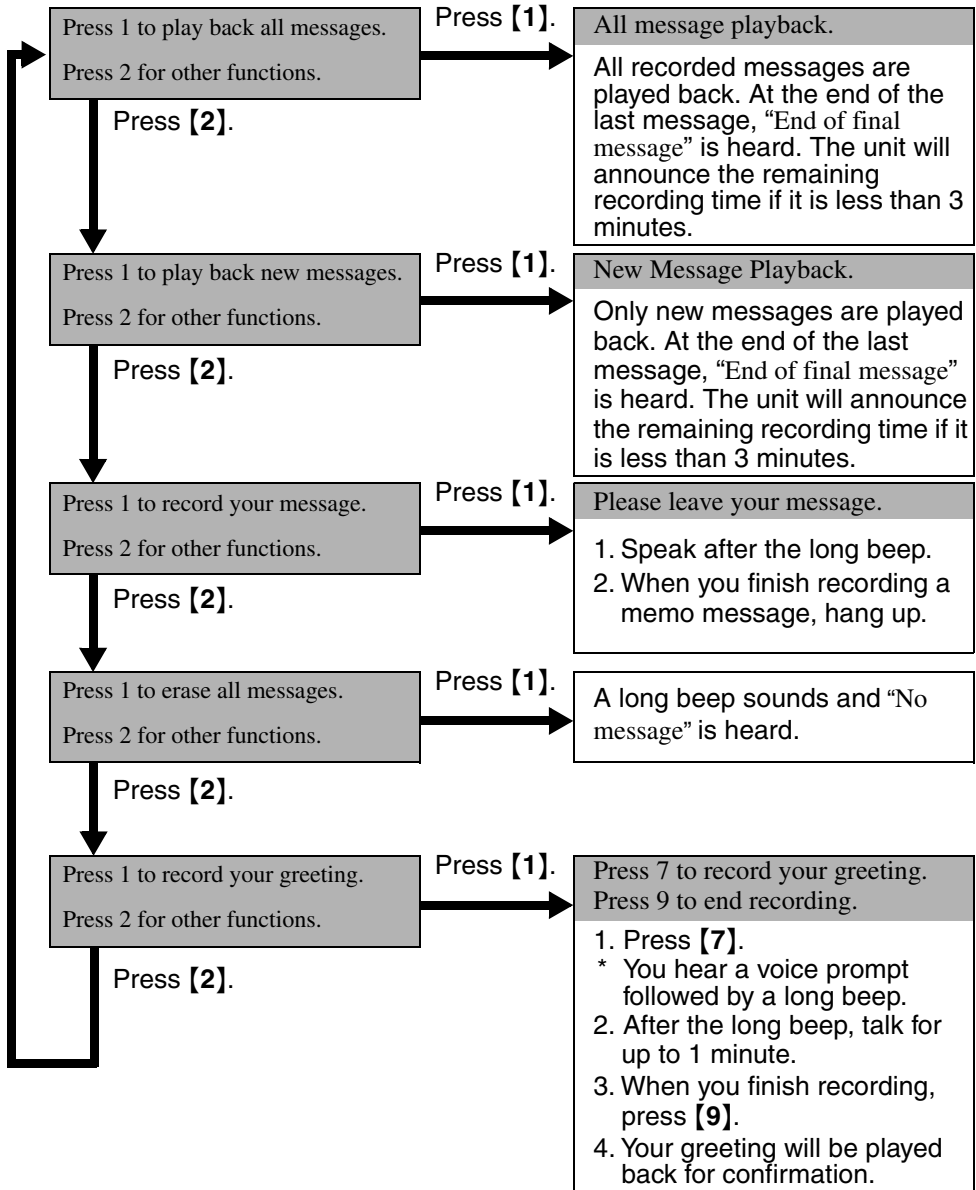 Press 1 to play back all messages.
Press 2 for other functions.
Press【1】.
All message playback.
All recorded messages are
played back. At the end of the
last message, “End of final
message” is heard. The unit will
announce the remaining
recording time if it is less than 3
minutes.
Press【2】.
Press 1 to play back new messages.
Press 2 for other functions.
Press【1】.
New Message Playback.
Only new messages are played
back. At the end of the last
message, “End of final message”
is heard. The unit will announce
the remaining recording time if it
is less than 3 minutes.
Press【2】.
Press 1 to record your message.
Press 2 for other functions.
Press【1】.
Please leave your message.
1. Speak after the long beep.
2. When you finish recording a
memo message, hang up.
Press【2】.
Press 1 to erase all messages.
Press 2 for other functions.
Press【1】.
A long beep sounds and “No
message” is heard.
Press【2】.
Press 1 to record your greeting.
Press 2 for other functions.
Press【1】.
Press 7 to record your greeting.
Press 9 to end recording.
1. Press【7】.
* You hear a voice prompt
followed by a long beep.
2. After the long beep, talk for
up to 1 minute.
3. When you finish recording,
press【9】.
4. Your greeting will be played
back for confirmation.
Press【2】.